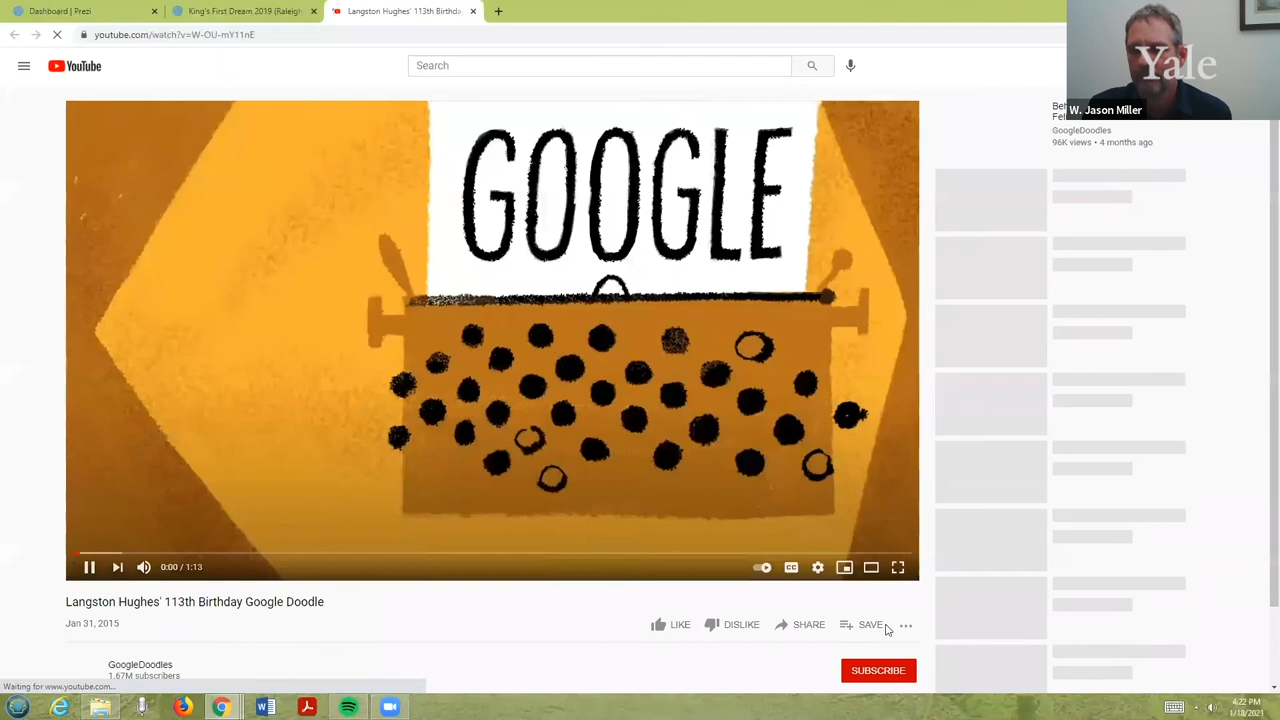 Dashboard | Prezi
King's First Dream 2019 (Raleigh
Langston Hughes' 113th Birthda
youtube.com/watch?v=W-OU-mY11nE
YouTube
Search
Yale
W. Jason Miller
GOOGLE
GoogleDoodles
96K views • 4 months ago
0:00 / 1:13
CC
Langston Hughes' 113th Birthday Google Doodle
Jan 31, 2015
LIKE
DISLIKE
SHARE
SAVE
GoogleDoodles
1.67M subscribers
SUBSCRIBE
Waiting for www.youtube.com...
4:22 PM
1/18/2021